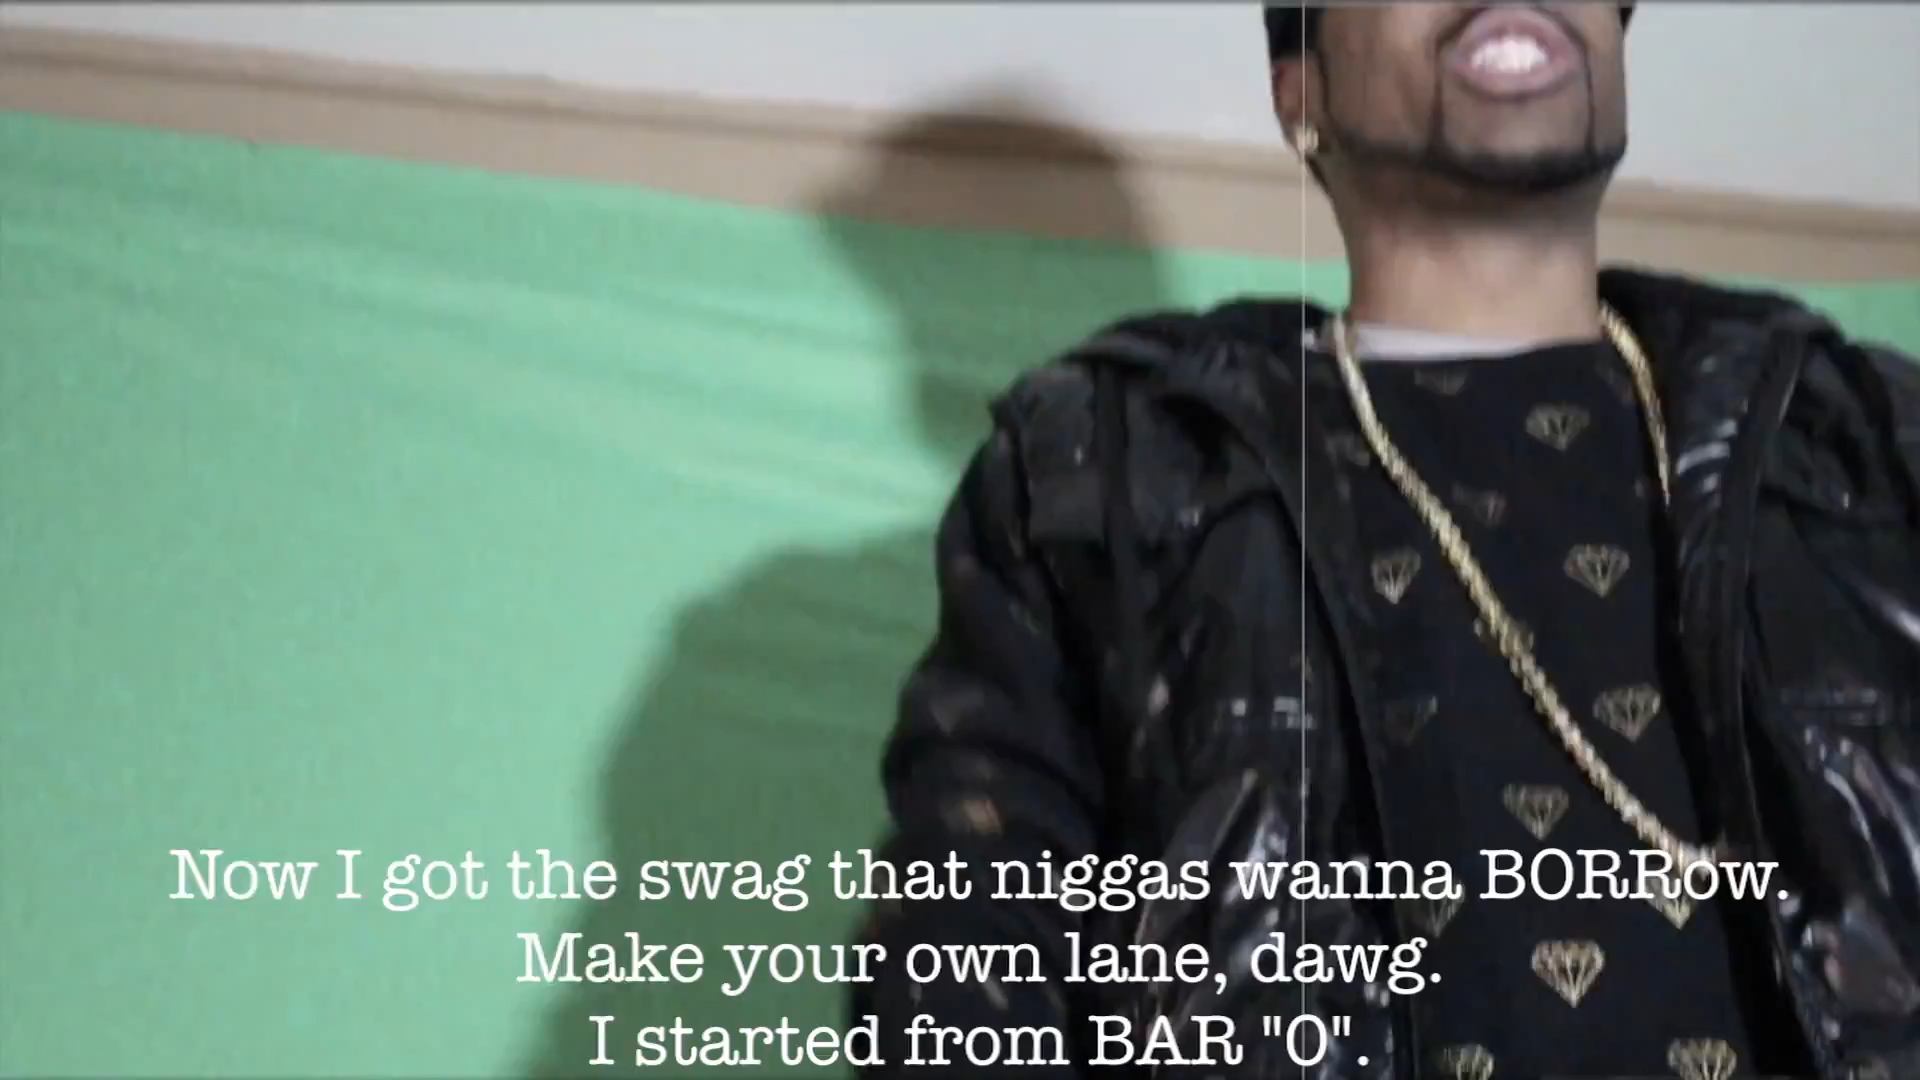 Now I got the swag that niggas wanna BORRow.
Make your own lane, dawg.
I started from BAR "0".